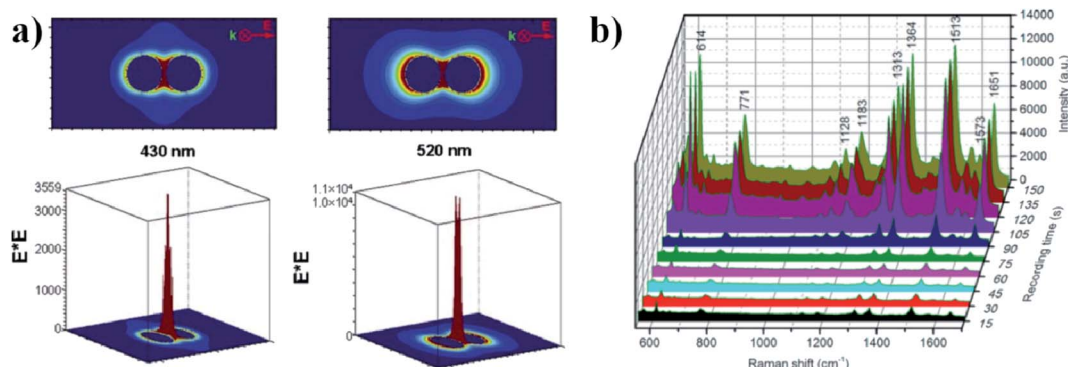 a)
k
E
k
E
430 nm
520 nm
E*E
3559
3000
2000
1000
0
E*E
1.1×10⁴
1.0×10⁴
0
b)
614
771
1128
1183
1313
1364
1513
1573
1651
Intensity (a.u.)
14000
12000
10000
8000
6000
4000
2000
0
Recording time (s)
150
135
120
105
90
75
60
45
30
15
600 800 1000 1200 1400 1600
Raman shift (cm⁻¹)